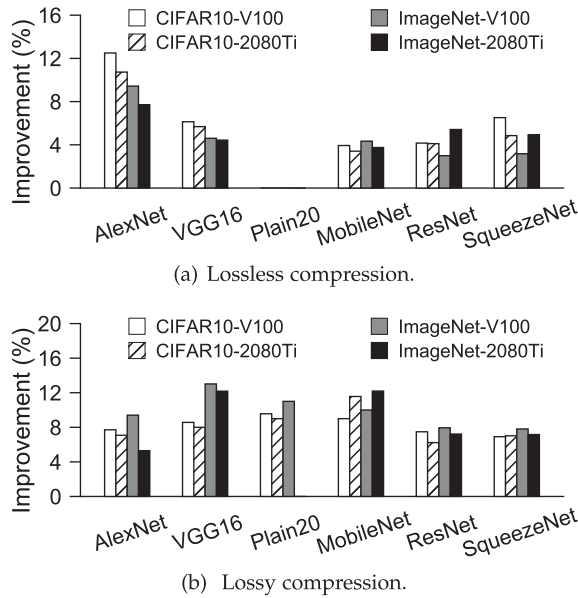 Improvement (%)
16
12
8
4
0
CIFAR10-V100
CIFAR10-2080Ti
ImageNet-V100
ImageNet-2080Ti
AlexNet
VGG16
Plain20
MobileNet
ResNet
SqueezeNet
(a) Lossless compression.
Improvement (%)
20
16
12
8
4
0
CIFAR10-V100
CIFAR10-2080Ti
ImageNet-V100
ImageNet-2080Ti
AlexNet
VGG16
Plain20
MobileNet
ResNet
SqueezeNet
(b) Lossy compression.